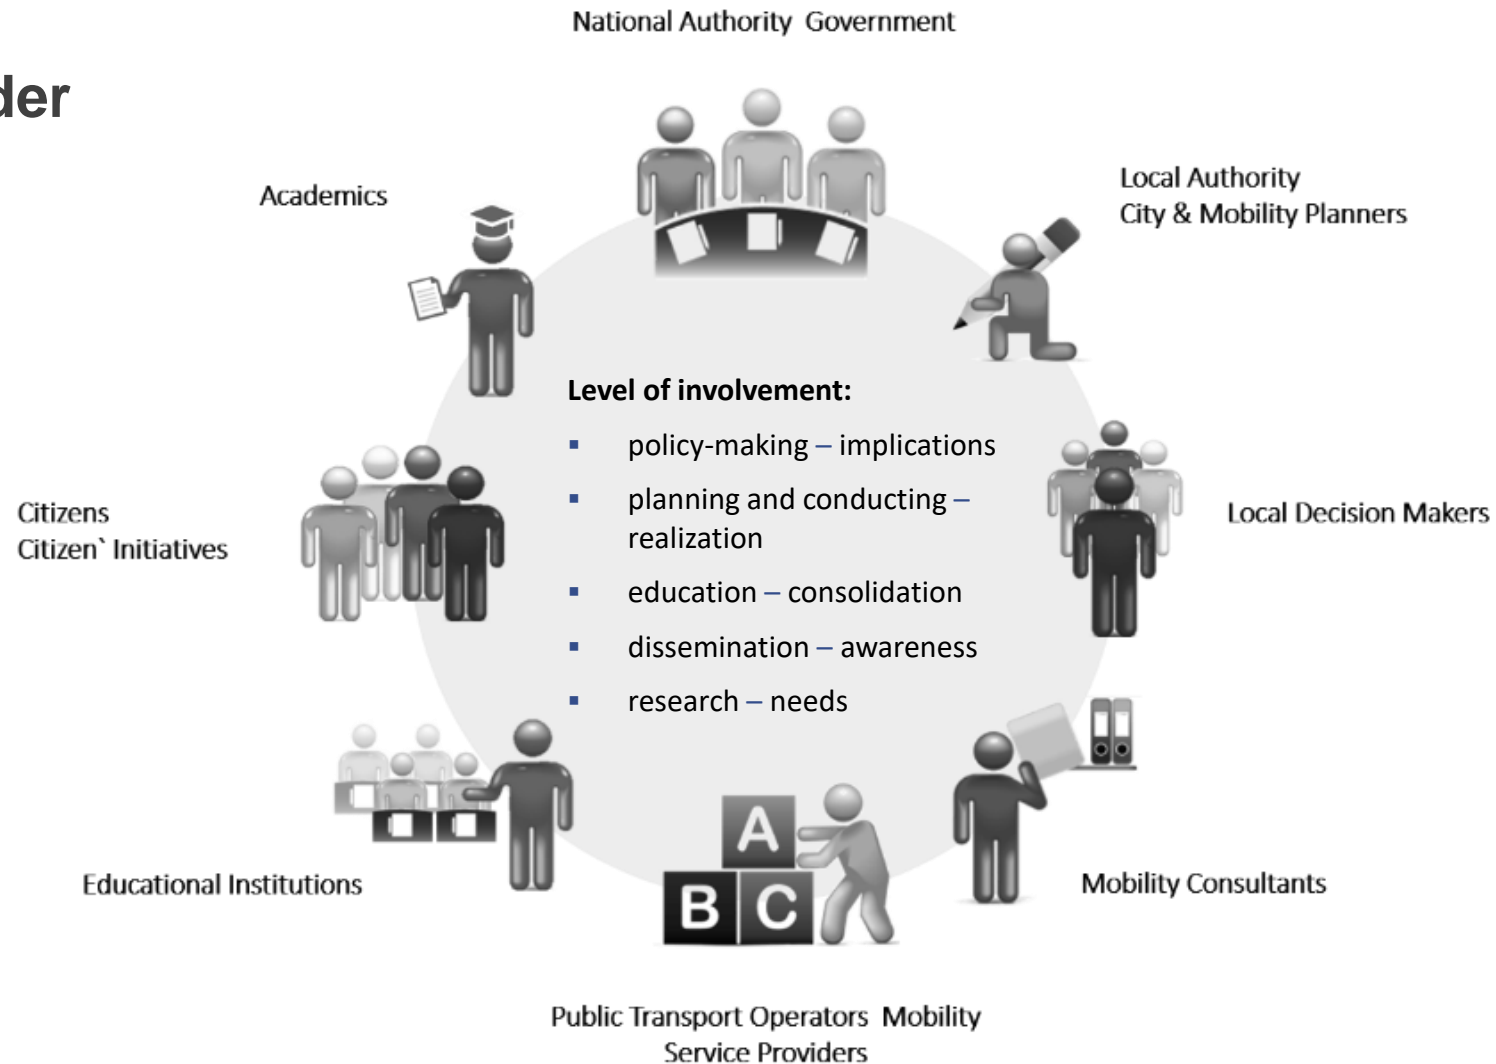 National Authority  Government
der
Academics
Local Authority
City & Mobility Planners
Level of involvement:
▪ policy-making – implications
▪ planning and conducting –
realization
▪ education – consolidation
▪ dissemination – awareness
▪ research – needs
Citizens
Citizen` Initiatives
Local Decision Makers
A
B C
Educational Institutions
Mobility Consultants
Public Transport Operators  Mobility
Service Providers